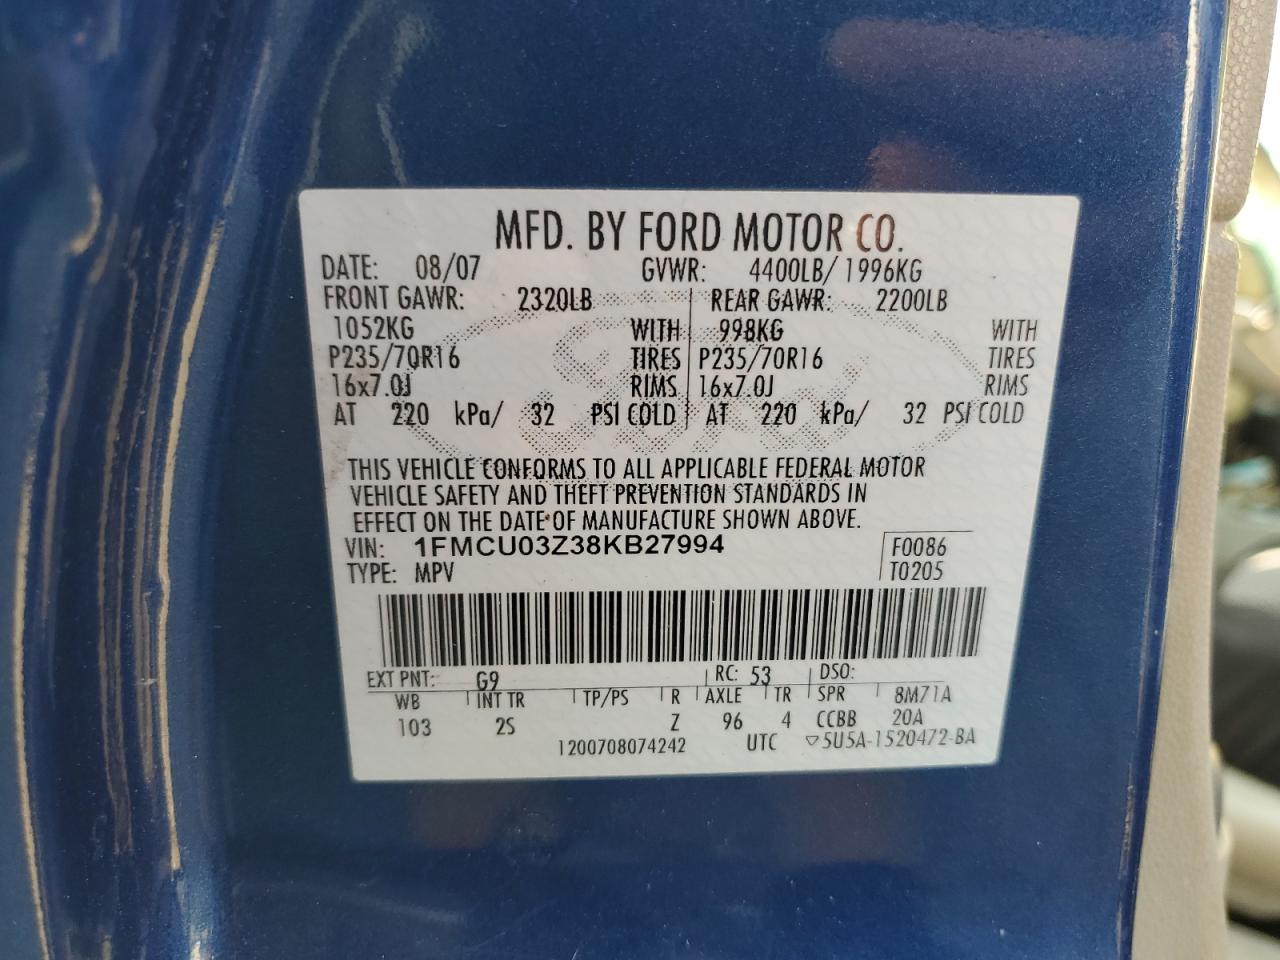 MFD. BY FORD MOTOR CO.
DATE: 08/07 GVWR: 4400LB/1996KG
FRONT GAWR: 2320LB REAR GAWR: 2200LB
1052KG WITH 998KG WITH
P235/70R16 TIRES P235/70R16 TIRES
16x7.0J RIMS 16x7.0J RIMS
AT 220 kPa/ 32 PSI COLD AT 220 kPa/ 32 PSI COLD
THIS VEHICLE CONFORMS TO ALL APPLICABLE FEDERAL MOTOR
VEHICLE SAFETY AND THEFT PREVENTION STANDARDS IN
EFFECT ON THE DATE OF MANUFACTURE SHOWN ABOVE.
VIN: 1FMCU03Z38KB27994 F0086
TYPE: MPV T0205
EXT PNT: G9 RC: 53 DSO:
WB INT TR TP/PS R AXLE TR SPR 8M71A
103 2S Z 96 4 CCBB 20A
1200708074242 UTC ▽5U5A-1520472-BA